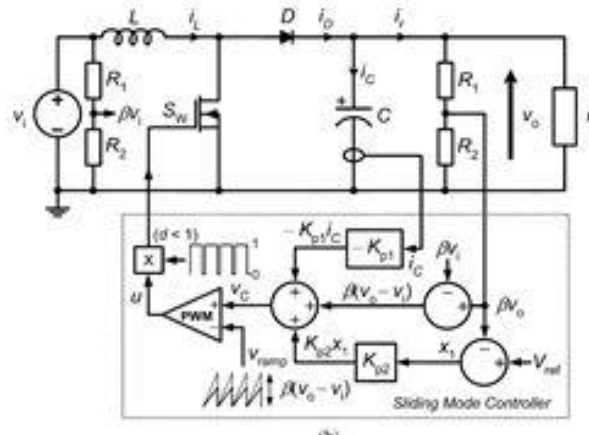 L
i_L
D
i_D
i_r
R_1
βv_i
v_i
R_2
S_W
i_C
C
R_1
R_2
v_o
r
(d < 1)
1
0
x
u
PWM
v_C
v_ramp
β(v_o − v_i)
− K_p1 i_C
− K_p1
i_C
β(v_o − v_i)
K_p2 x_1
K_p2
x_1
βv_i
βv_o
V_ref
Sliding Mode Controller